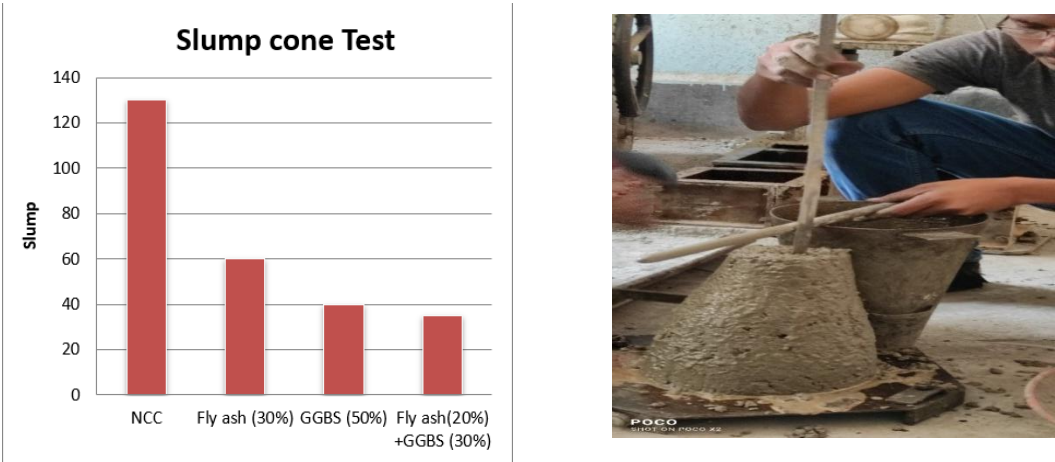 Slump cone Test
140
120
100
80
60
40
20
0
Slump
NCC
Fly ash (30%)
GGBS (50%)
Fly ash(20%)
+GGBS (30%)
POCO
SHOT ON POCO X2